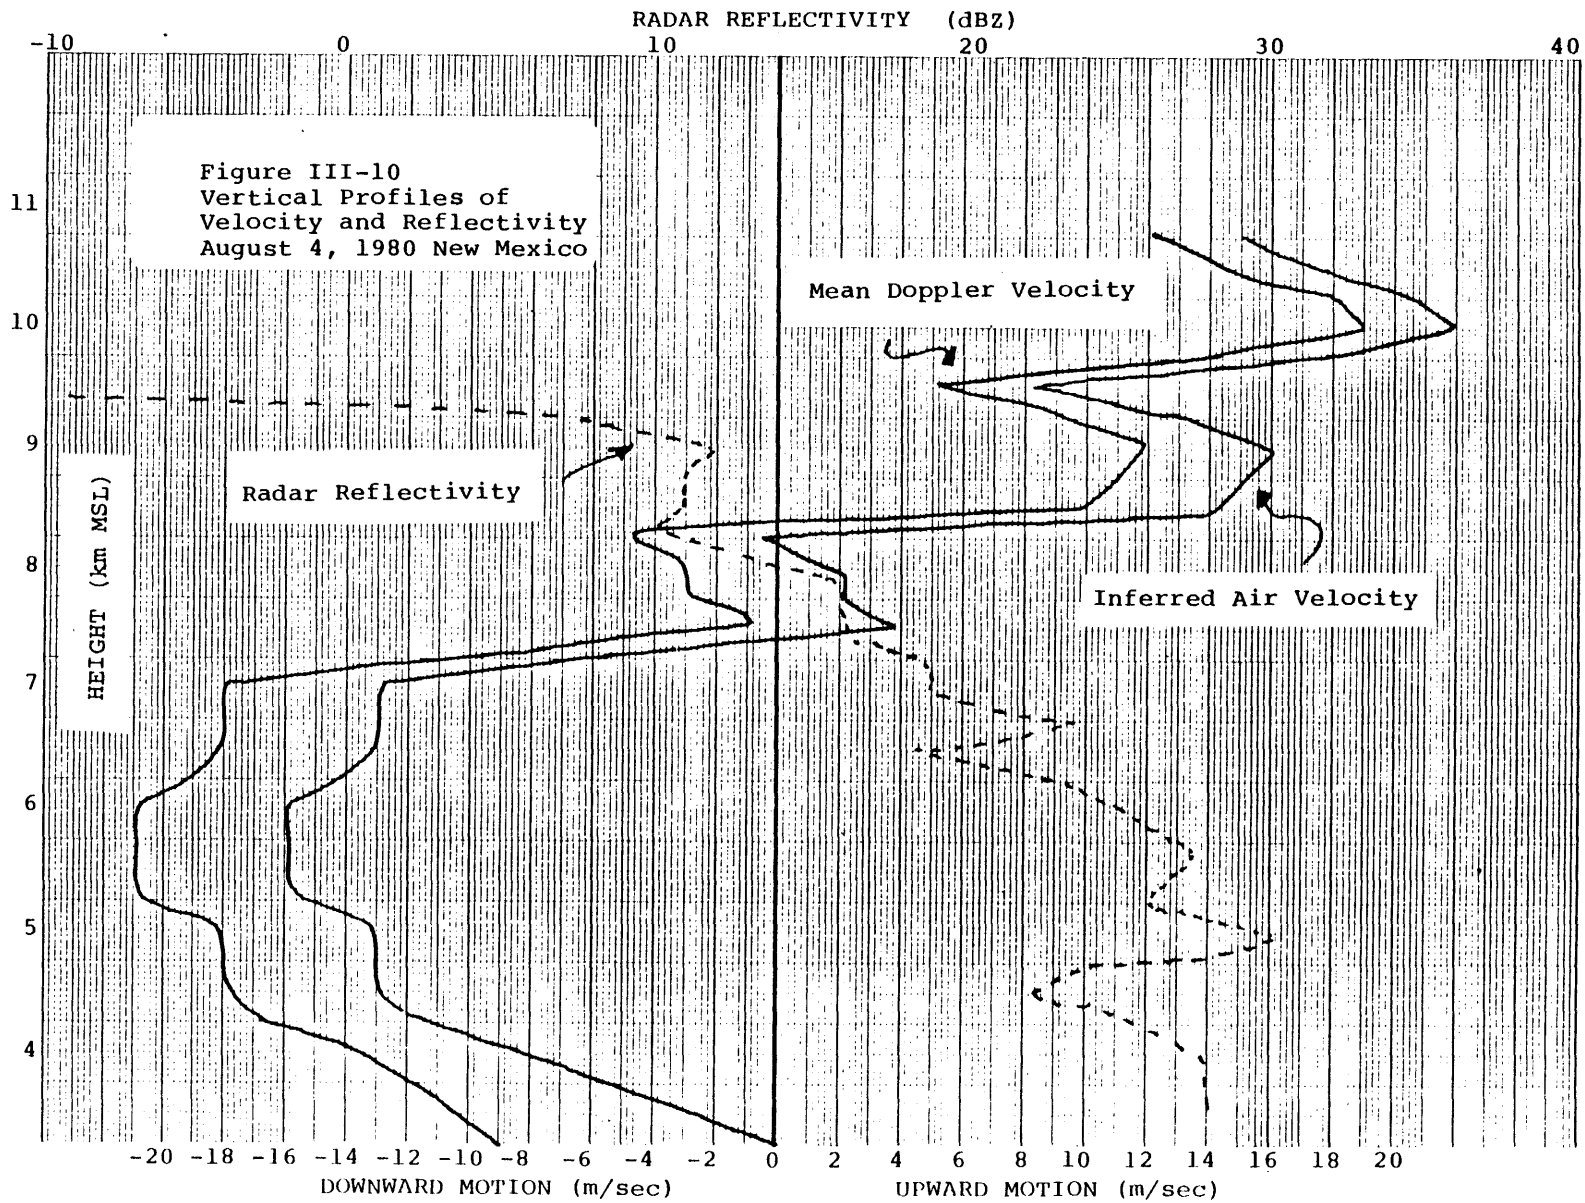 RADAR REFLECTIVITY (dBZ)
-10 0 10 20 30 40
Figure III-10
Vertical Profiles of
Velocity and Reflectivity
August 4, 1980 New Mexico
11
Mean Doppler Velocity
10
9
Radar Reflectivity
HEIGHT (km MSL)
8
Inferred Air Velocity
7
6
5
4
-20 -18 -16 -14 -12 -10 -8 -6 -4 -2 0 2 4 6 8 10 12 14 16 18 20
DOWNWARD MOTION (m/sec) UPWARD MOTION (m/sec)